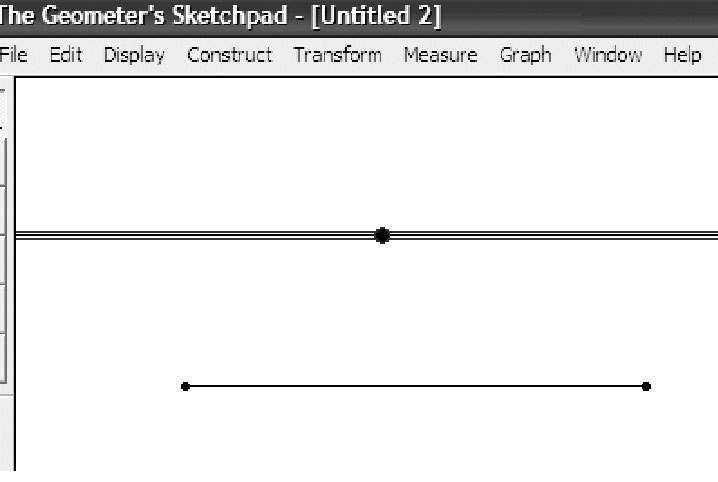 The Geometer's Sketchpad - [Untitled 2]
File Edit Display Construct Transform Measure Graph Window Help